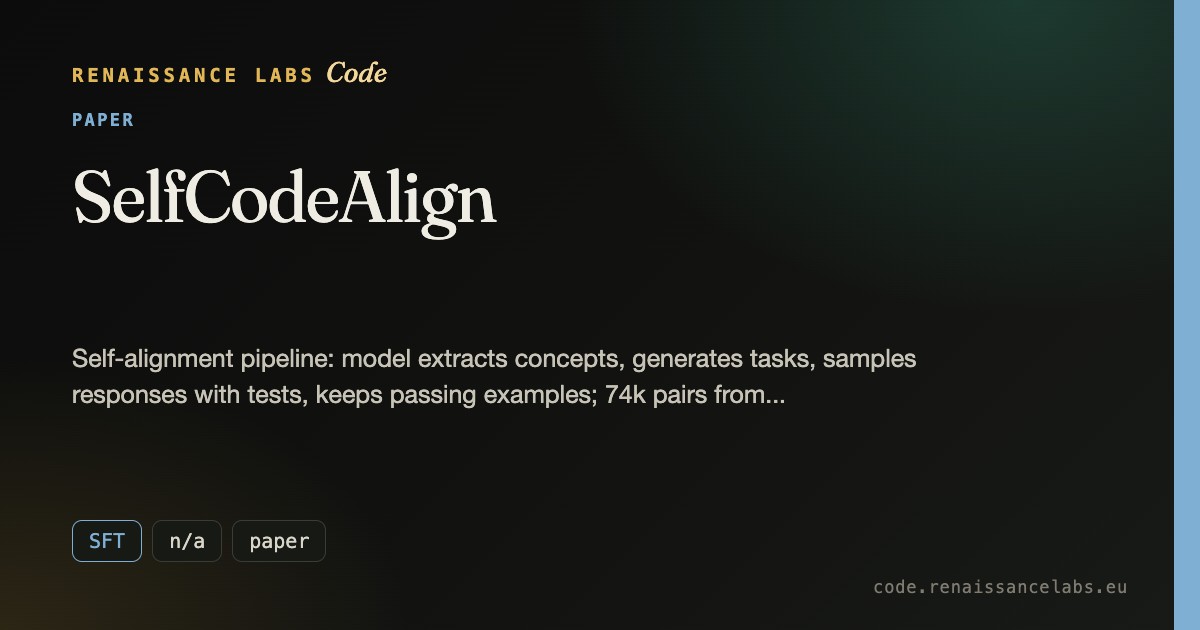 RENAISSANCE LABS Code
PAPER
SelfCodeAlign
Self-alignment pipeline: model extracts concepts, generates tasks, samples
responses with tests, keeps passing examples; 74k pairs from...
SFT n/a paper
code.renaissancelabs.eu